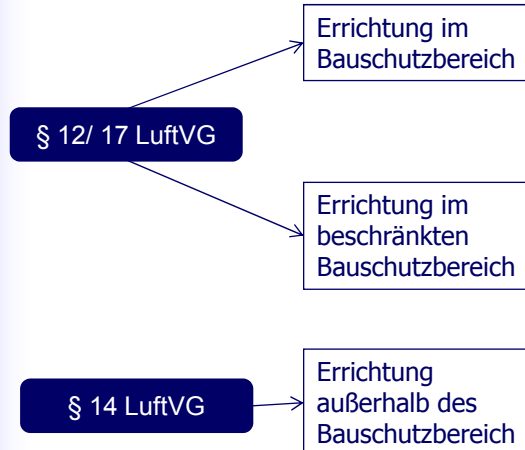 Errichtung im
Bauschutzbereich
§ 12/ 17 LuftVG
Errichtung im
beschränkten
Bauschutzbereich
§ 14 LuftVG
Errichtung
außerhalb des
Bauschutzbereich